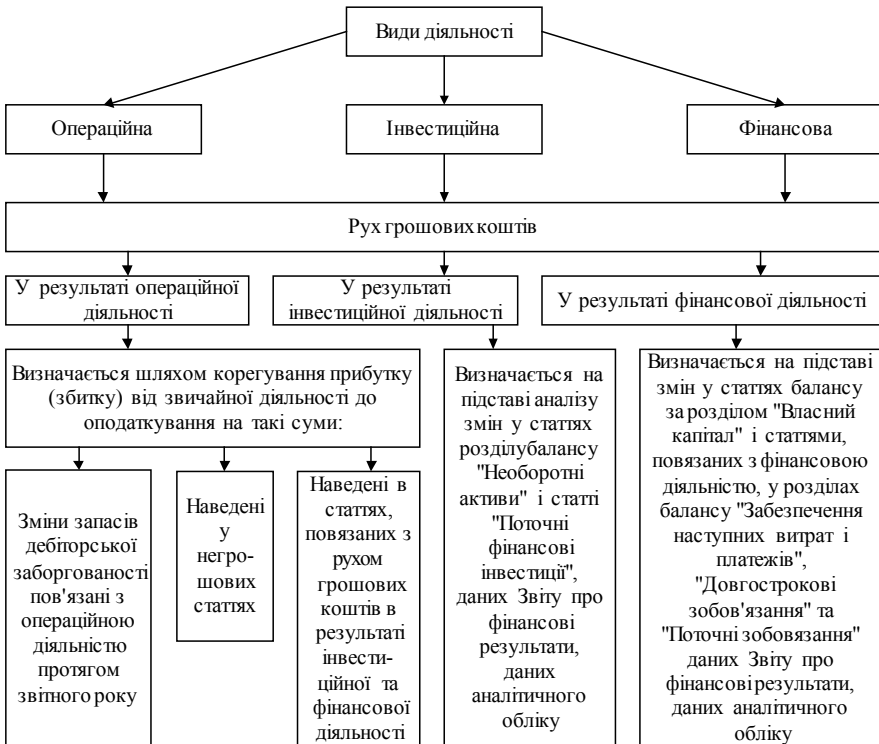 Види діяльності
Операційна
Інвестиційна
Фінансова
Рух грошових коштів
У результаті операційної
діяльності
У результаті
інвестиційної діяльності
У результаті фінансової діяльності
Визначається шляхом корегування прибутку
(збитку) від звичайної діяльності до
оподаткування на такі суми:
Зміни запасів
дебіторської
заборгованості
пов'язані з
операційною
діяльністю
протягом
звітного року
Наведені
у
негро-
шових
статтях
Наведені в
статтях,
повязаних з
рухом
грошових
коштів в
результаті
інвести-
ційної та
фінансової
діяльності
Визначається на
підставі аналізу
змін у статтях
розділубалансу
"Необоротні
активи" і статті
"Поточні
фінансові
інвестиції",
даних Звіту про
фінансові
результати,
даних
аналітичного
обліку
Визначається на підставі
змін у статтях балансу
за розділом "Власний
капітал" і статтями,
повязаних з фінансовою
діяльністю, у розділах
балансу "Забезпечення
наступних витрат і
платежів",
"Довгострокові
зобов'язання" та
"Поточні зобовязання"
даних Звіту про
фінансові результати,
даних аналітичного
обліку